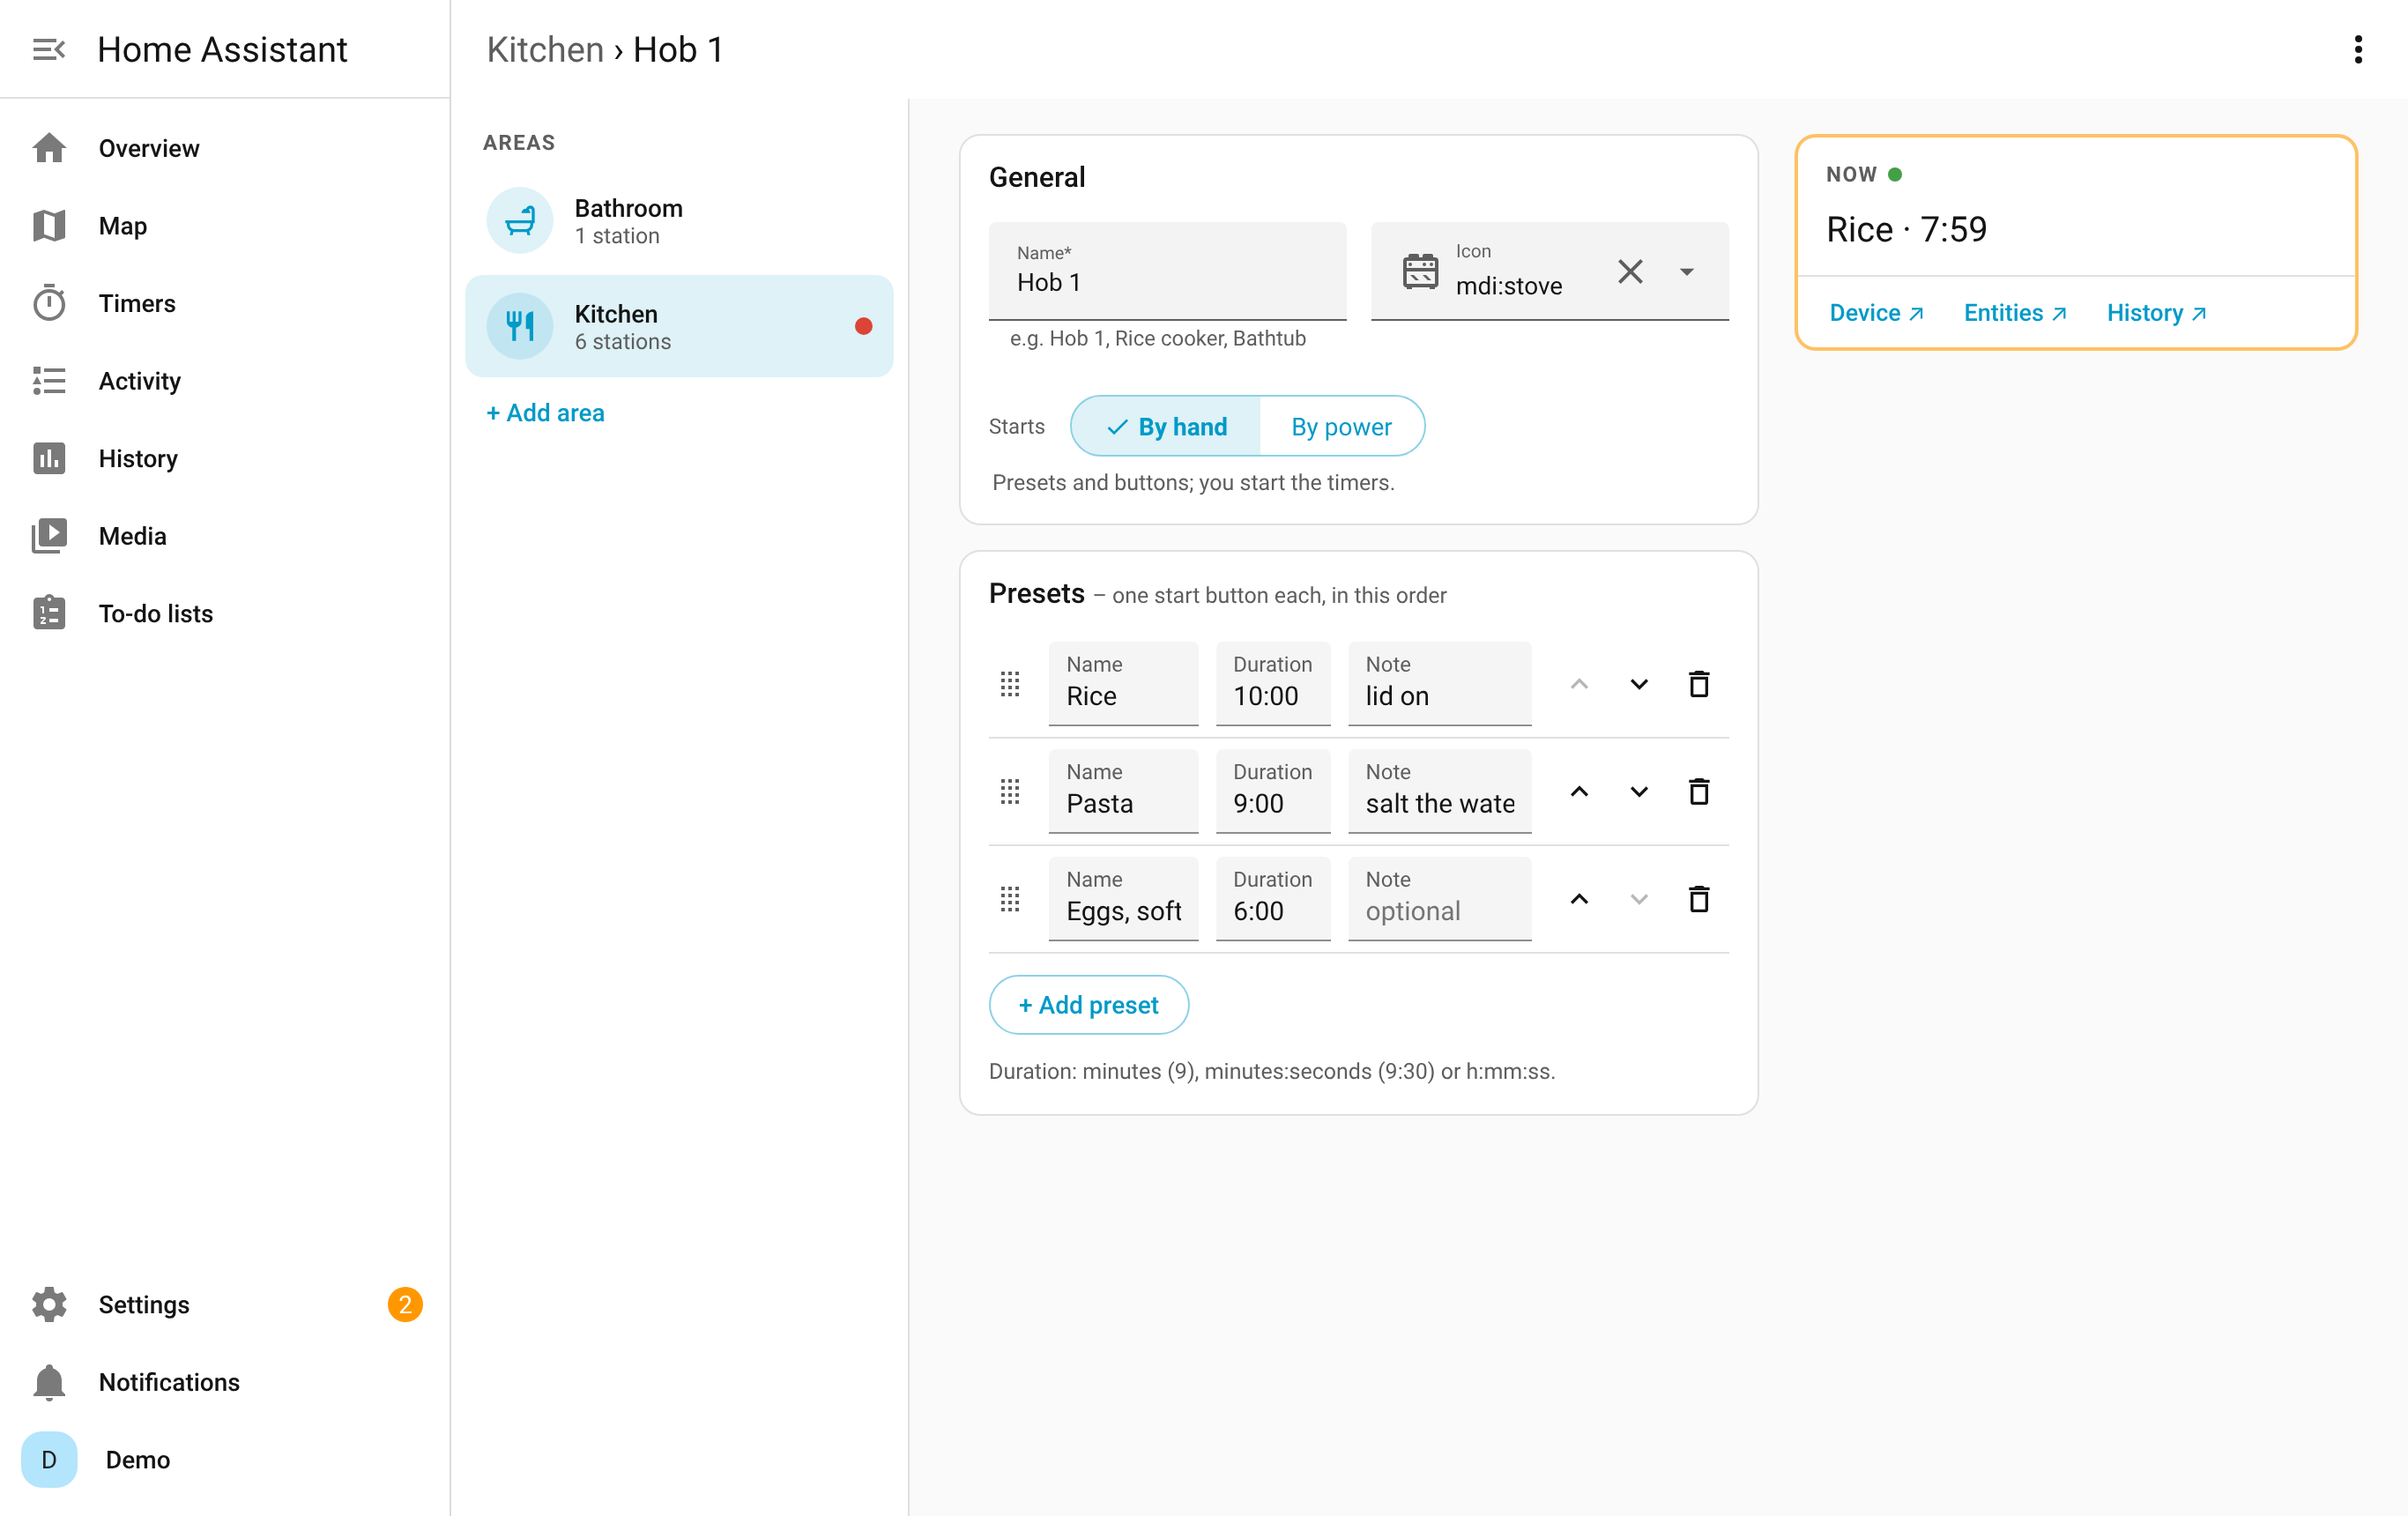 Home Assistant
Kitchen › Hob 1
Overview
Map
Timers
Activity
History
Media
To-do lists
Settings
2
Notifications
D
Demo
AREAS
Bathroom
1 station
Kitchen
6 stations
+ Add area
General
Name*
Hob 1
e.g. Hob 1, Rice cooker, Bathtub
Icon
mdi:stove
Starts
By hand
By power
Presets and buttons; you start the timers.
Presets – one start button each, in this order
Name
Rice
Duration
10:00
Note
lid on
Name
Pasta
Duration
9:00
Note
salt the wate
Name
Eggs, soft
Duration
6:00
Note
optional
+ Add preset
Duration: minutes (9), minutes:seconds (9:30) or h:mm:ss.
NOW
Rice · 7:59
Device
Entities
History